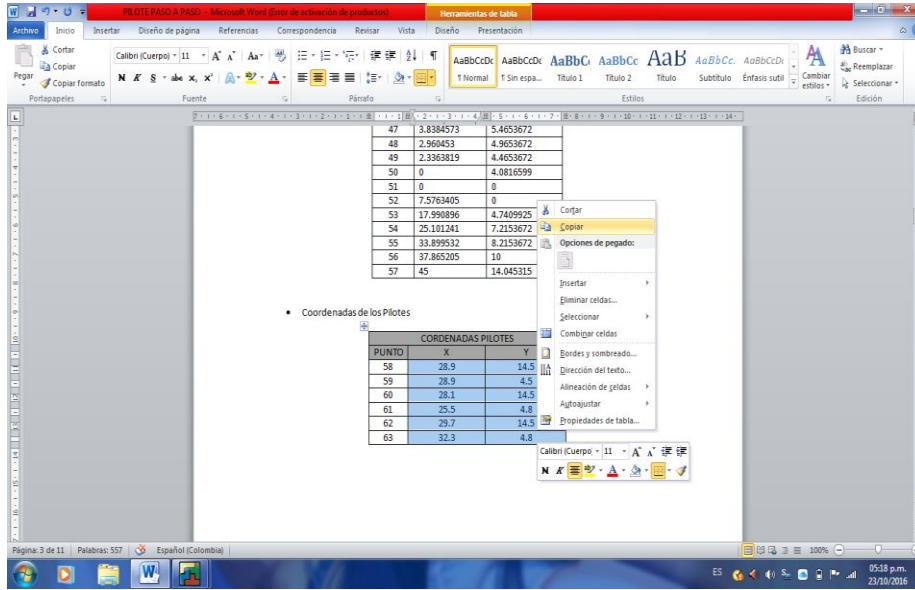 PILOTE PASO A PASO - Microsoft Word (Error de activación de productos)
Herramientas de tabla
Archivo Inicio Insertar Diseño de página Referencias Correspondencia Revisar Vista Diseño Presentación
Pegar
Cortar
Copiar
Copiar formato
Portapapeles
Calibri (Cuerpo) 11
N K S abc x, x²
Fuente
Párrafo
AaBbCcDc AaBbCcDc AaBbC AaBbCc AaB AaBbCc. AaBbCcDc
¶ Normal ¶ Sin espa... Título 1 Título 2 Título Subtítulo Énfasis sutil
Estilos
Cambiar estilos
Buscar
Reemplazar
Seleccionar
Edición
47 3.8384573 5.4653672
48 2.960453 4.9653672
49 2.3363819 4.4653672
50 0 4.0816599
51 0 0
52 7.5763405 0
53 17.990896 4.7409925
54 25.101241 7.2153672
55 33.899532 8.2153672
56 37.865205 10
57 45 14.045315
• Coordenadas de los Pilotes
CORDENADAS PILOTES
PUNTO X Y
58 28.9 14.5
59 28.9 4.5
60 28.1 14.5
61 25.5 4.8
62 29.7 14.5
63 32.3 4.8
Cortar
Copiar
Opciones de pegado:
Insertar
Eliminar celdas...
Seleccionar
Combinar celdas
Bordes y sombreado...
Dirección del texto...
Alineación de celdas
Autoajustar
Propiedades de tabla...
Calibri (Cuerpo) 11
N K
Página: 3 de 11 Palabras: 557 Español (Colombia) 100%
ES 05:18 p.m.
23/10/2016